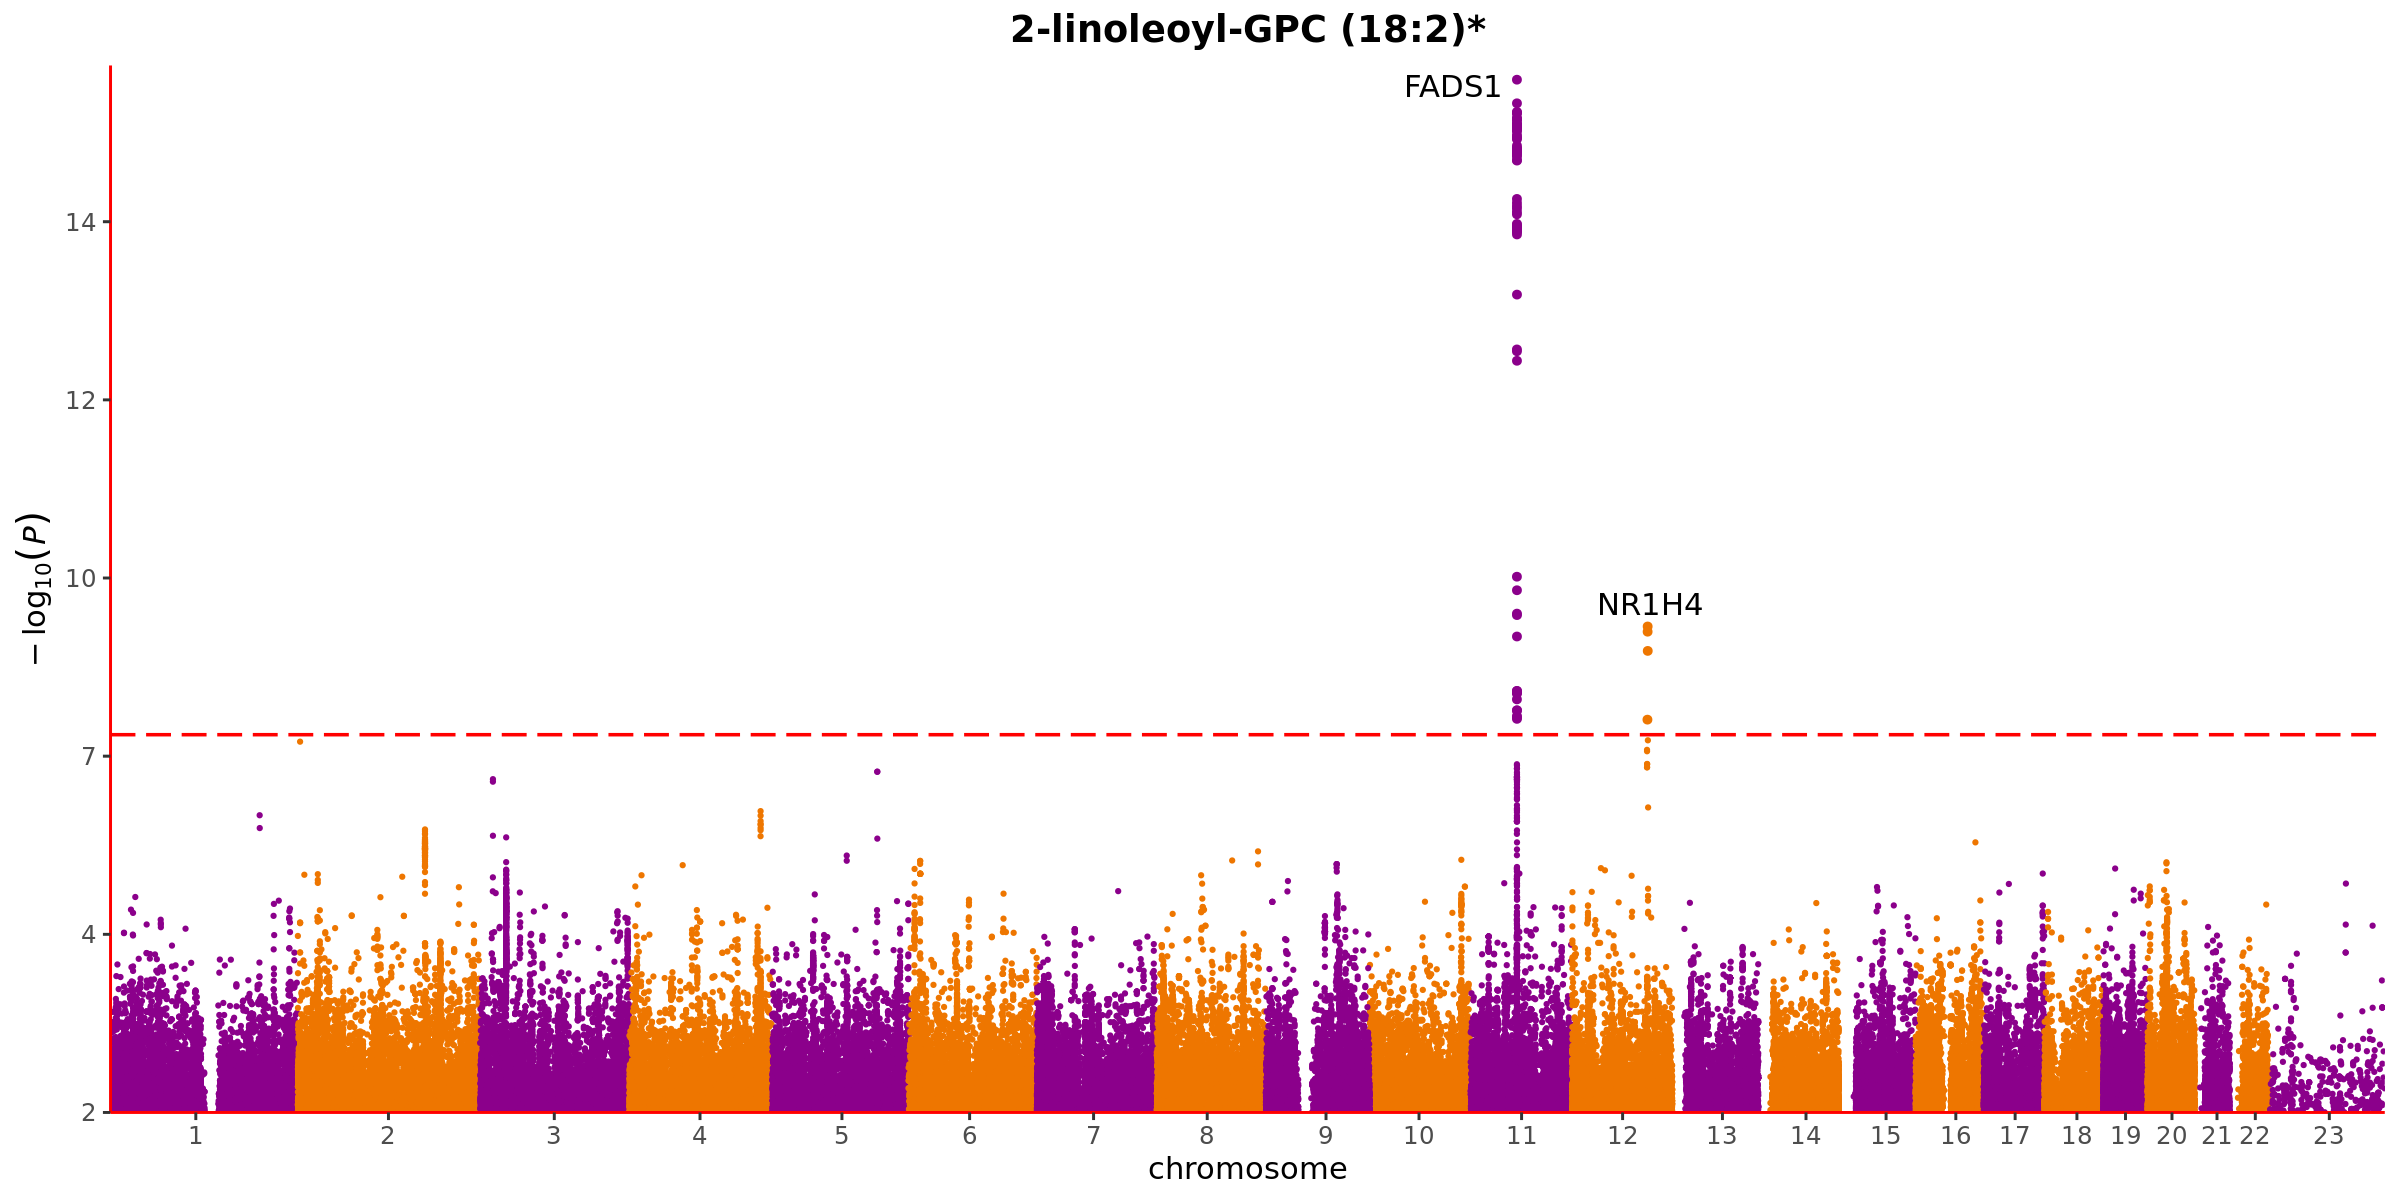 2-linoleoyl-GPC (18:2)*
FADS1
14
12
− log10(P)
10
NR1H4
7
4
2
1 2 3 4 5 6 7 8 9 10 11 12 13 14 15 16 17 18 19 20 21 22 23
chromosome